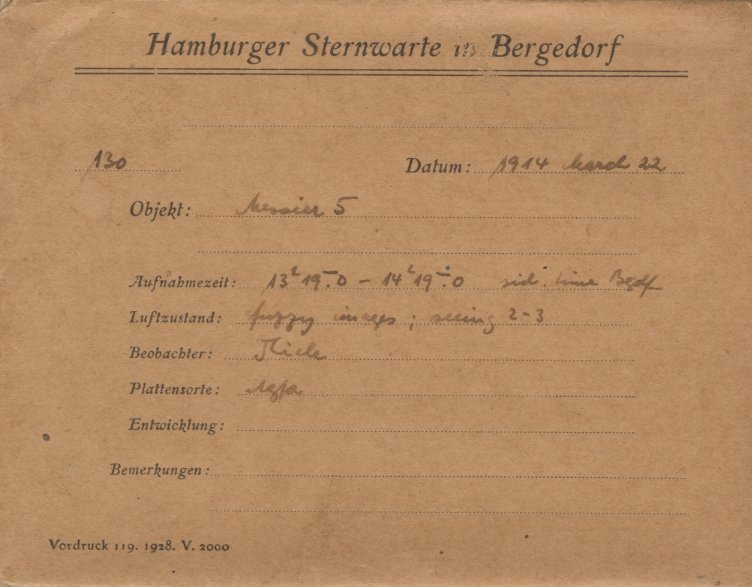 Hamburger Sternwarte in Bergedorf
130 Datum: 1914 March 22
Objekt: Messier 5
Aufnahmezeit: 13h 19m.0 - 14h 19m.0 sid. time Bgdf
Luftzustand: fuzzy images; seeing 2-3
Beobachter: Thiele
Plattensorte: Agfa
Entwicklung:
Bemerkungen:
Vordruck 119. 1928. V. 2000